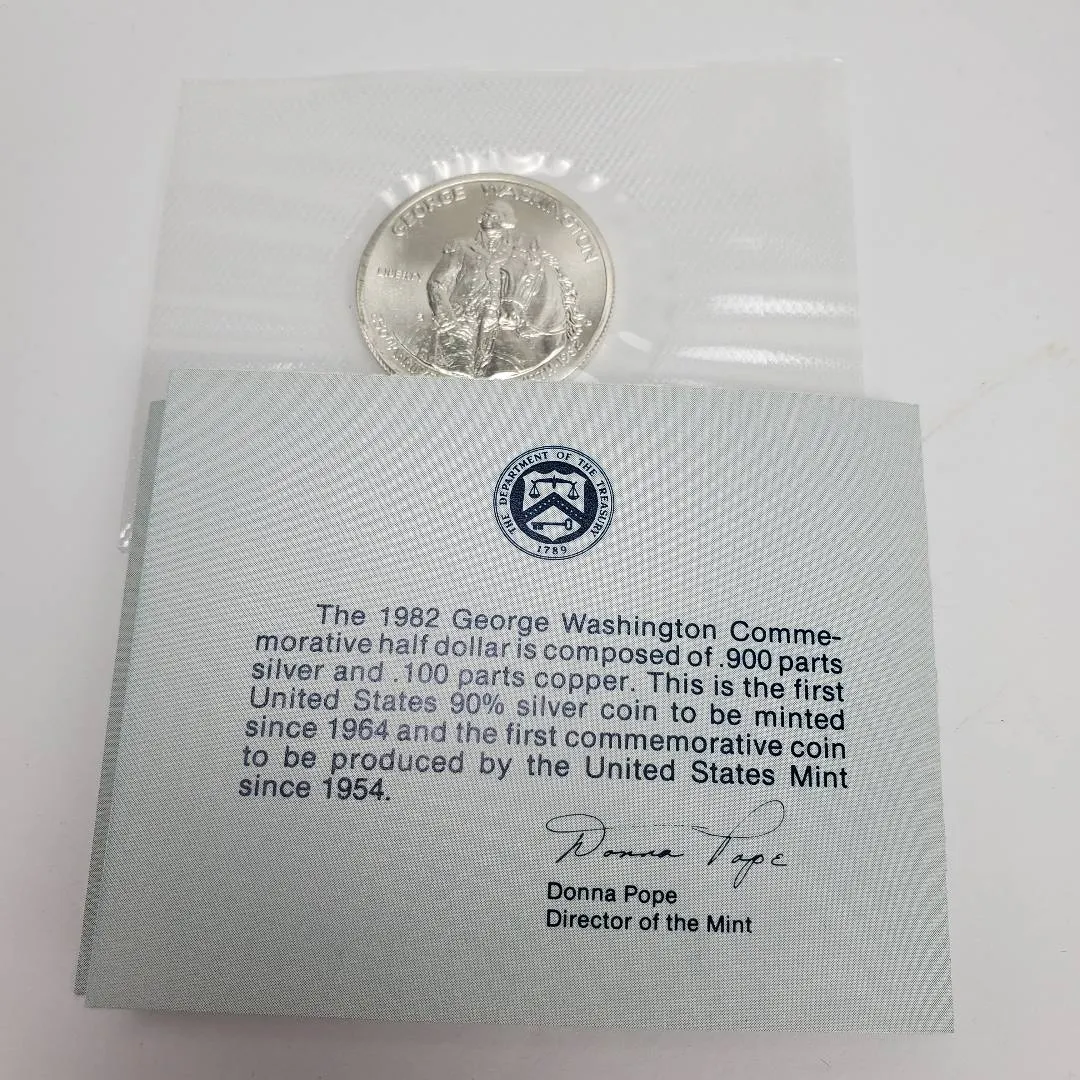 GEORGE WASHINGTON
LIBERTY
THE DEPARTMENT OF THE TREASURY
1789
The 1982 George Washington Comme-
morative half dollar is composed of .900 parts
silver and .100 parts copper. This is the first
United States 90% silver coin to be minted
since 1964 and the first commemorative coin
to be produced by the United States Mint
since 1954.
Donna Pope
Donna Pope
Director of the Mint